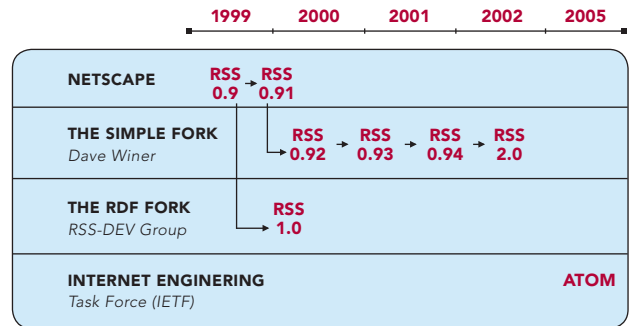 1999 2000 2001 2002 2005
NETSCAPE
RSS RSS
0.9 0.91
THE SIMPLE FORK
Dave Winer
RSS RSS RSS RSS
0.92 0.93 0.94 2.0
THE RDF FORK
RSS-DEV Group
RSS
1.0
INTERNET ENGINERING
Task Force (IETF)
ATOM